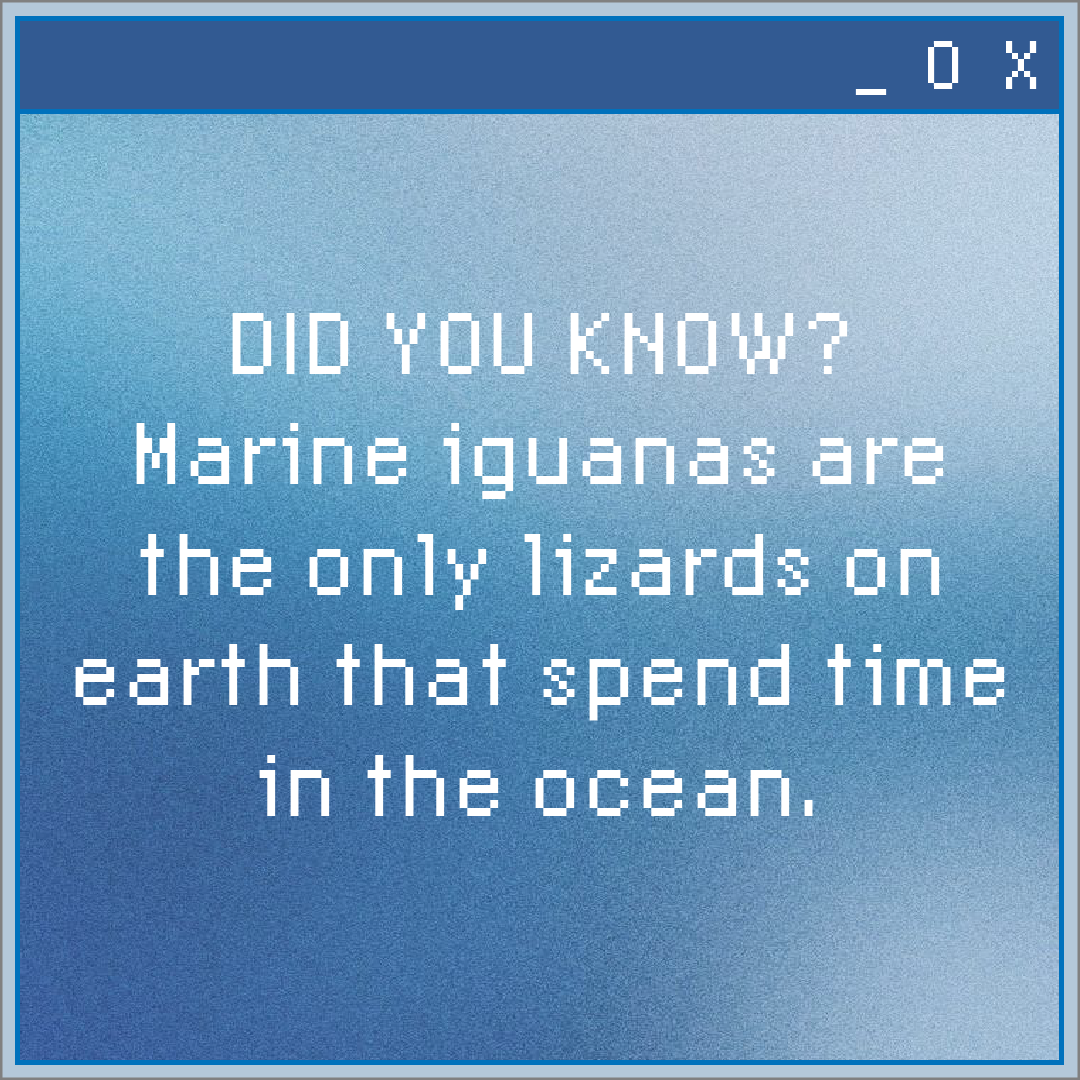 _ O X
DID YOU KNOW?
Marine iguanas are
the only lizards on
earth that spend time
in the ocean.